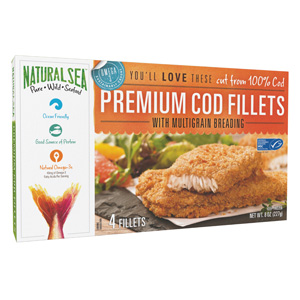 NATURAL SEA
Pure • Wild • Seafood
Ocean Friendly
Good Source of Protein
Natural Omega-3s
OMEGA
YOU'LL LOVE THESE cut from 100% Cod
PREMIUM COD FILLETS
WITH MULTIGRAIN BREADING
4 FILLETS
NET WT. 8 OZ (227g)